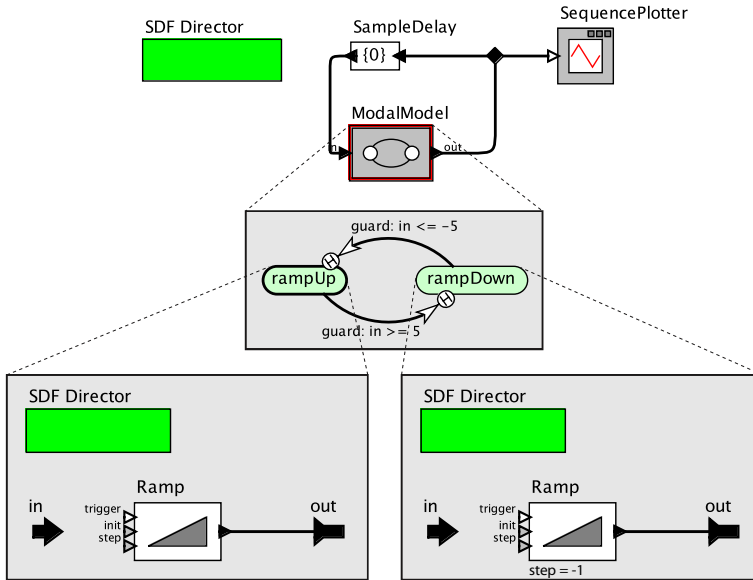 SDF Director
SampleDelay
SequencePlotter
{0}
ModalModel
in
out
guard: in <= -5
rampUp
rampDown
guard: in >= 5
SDF Director
Ramp
in
trigger
init
step
out
SDF Director
Ramp
in
trigger
init
step
out
step = -1